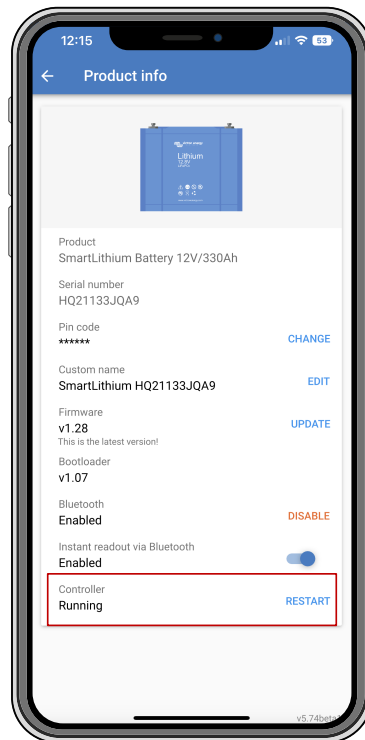 12:15
53
Product info
Lithium
Product
SmartLithium Battery 12V/330Ah
Serial number
HQ21133JQA9
Pin code
******
CHANGE
Custom name
SmartLithium HQ21133JQA9
EDIT
Firmware
v1.28
UPDATE
This is the latest version!
Bootloader
v1.07
Bluetooth
Enabled
DISABLE
Instant readout via Bluetooth
Enabled
Controller
Running
RESTART